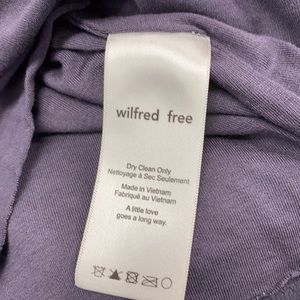 wilfred free
Dry Clean Only
Nettoyage à Sec Seulement
Made in Vietnam
Fabriqué au Vietnam
A little love
goes a long way.